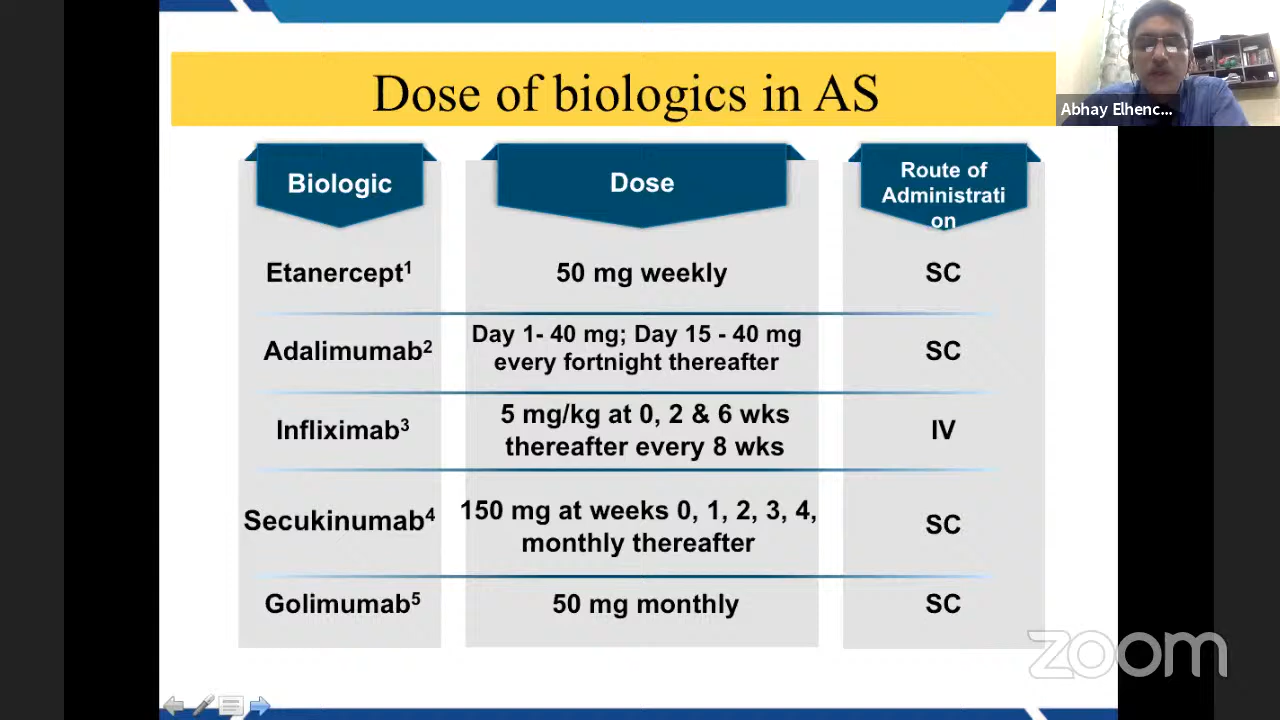 Dose of biologics in AS
Abhay Elhenc...
Biologic
Dose
Route of
Administrati
on
Etanercept1
50 mg weekly
SC
Adalimumab2
Day 1- 40 mg; Day 15 - 40 mg
every fortnight thereafter
SC
Infliximab3
5 mg/kg at 0, 2 & 6 wks
thereafter every 8 wks
IV
Secukinumab4
150 mg at weeks 0, 1, 2, 3, 4,
monthly thereafter
SC
Golimumab5
50 mg monthly
SC
zoom